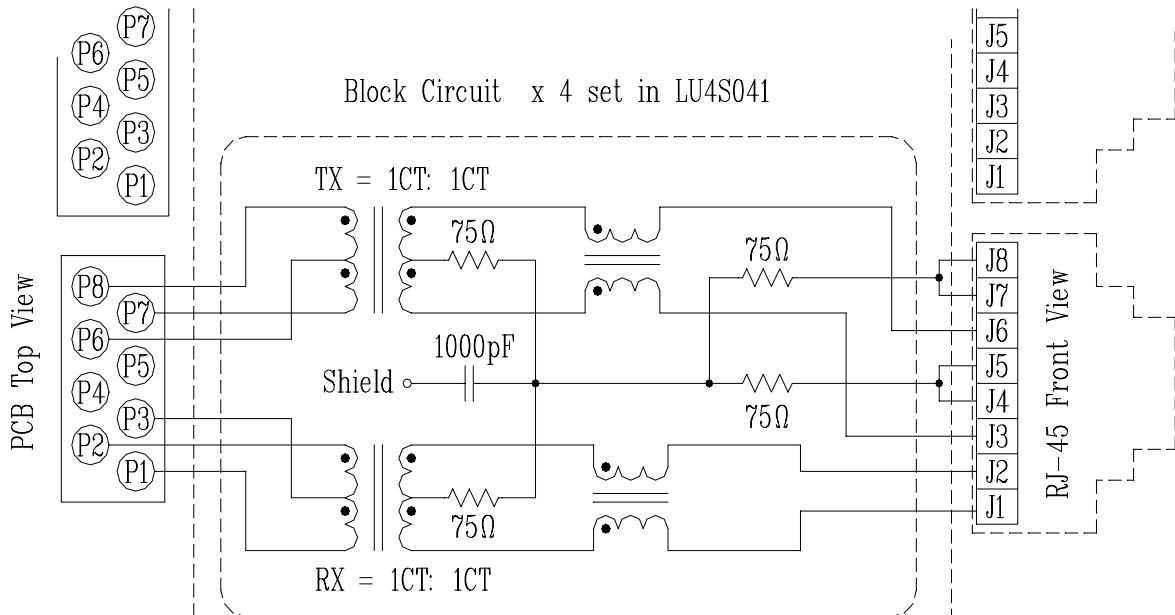 P7
P6
P5
P4
P3
P2
P1
J5
J4
J3
J2
J1
Block Circuit x 4 set in LU4S041
TX = 1CT: 1CT
75Ω
75Ω
PCB Top View
P8
P7
P6
P5
P4
P3
P2
P1
1000pF
Shield
75Ω
75Ω
RX = 1CT: 1CT
J8
J7
J6
J5
J4
J3
J2
J1
RJ-45 Front View